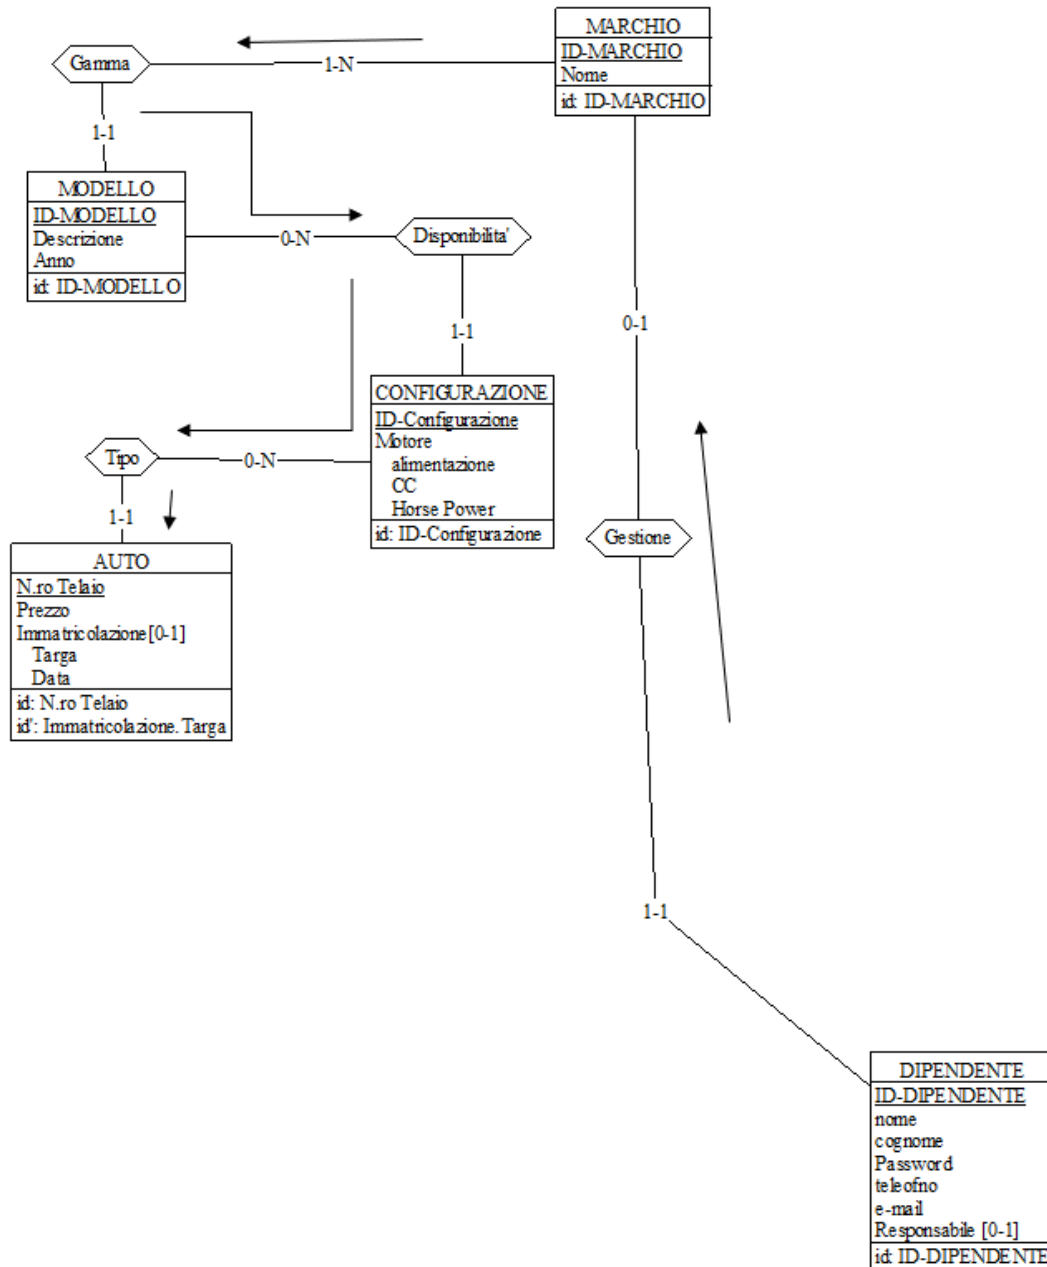 MARCHIO
ID-MARCHIO
Nome
id: ID-MARCHIO
Gamma
1-N
1-1
MODELLO
ID-MODELLO
Descrizione
Anno
id: ID-MODELLO
0-N
Disponibilita'
1-1
0-1
CONFIGURAZIONE
ID-Configurazione
Motore
alimentazione
CC
Horse Power
id: ID-Configurazione
Tipo
0-N
1-1
Gestione
AUTO
N.ro Telaio
Prezzo
Immatricolazione[0-1]
Targa
Data
id: N.ro Telaio
id': Immatricolazione.Targa
1-1
DIPENDENTE
ID-DIPENDENTE
nome
cognome
Password
teleofno
e-mail
Responsabile [0-1]
id: ID-DIPENDENTE